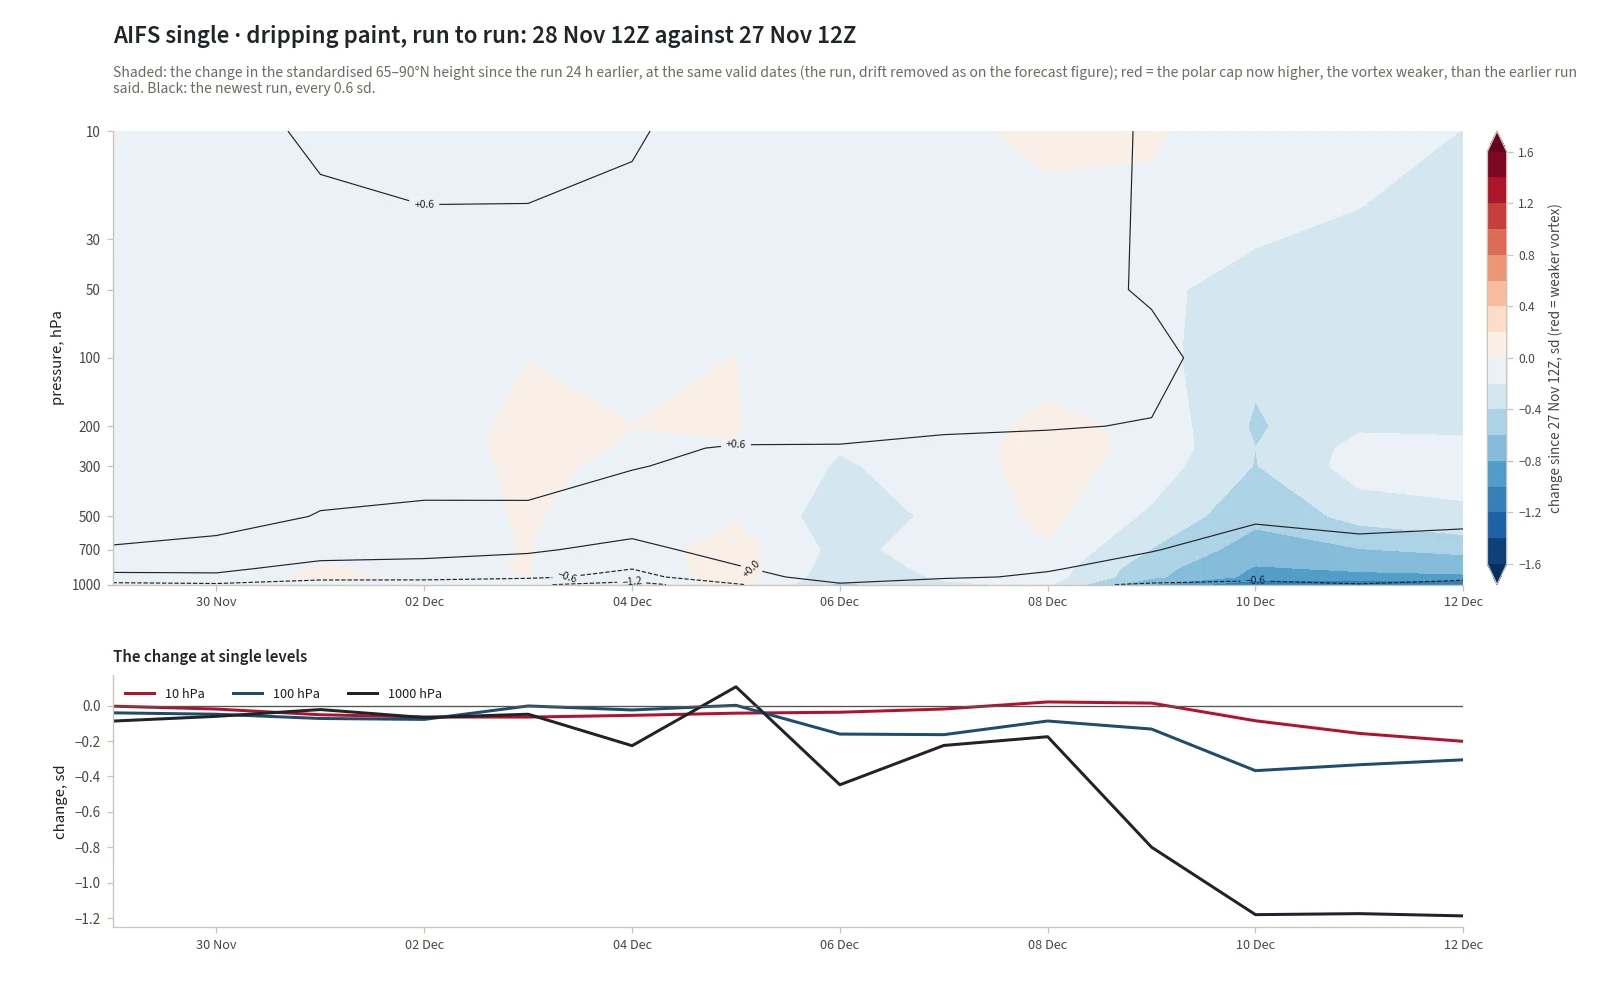 AIFS single · dripping paint, run to run: 28 Nov 12Z against 27 Nov 12Z
Shaded: the change in the standardised 65–90°N height since the run 24 h earlier, at the same valid dates (the run, drift removed as on the forecast figure); red = the polar cap now higher, the vortex weaker, than the earlier run
said. Black: the newest run, every 0.6 sd.
pressure, hPa
10
30
50
100
200
300
500
700
1000
+0.6
+0.6
+0.0
−0.6
−1.2
−0.6
30 Nov
02 Dec
04 Dec
06 Dec
08 Dec
10 Dec
12 Dec
1.6
1.2
0.8
0.4
0.0
−0.4
−0.8
−1.2
−1.6
change since 27 Nov 12Z, sd (red = weaker vortex)
The change at single levels
10 hPa
100 hPa
1000 hPa
change, sd
0.0
−0.2
−0.4
−0.6
−0.8
−1.0
−1.2
30 Nov
02 Dec
04 Dec
06 Dec
08 Dec
10 Dec
12 Dec